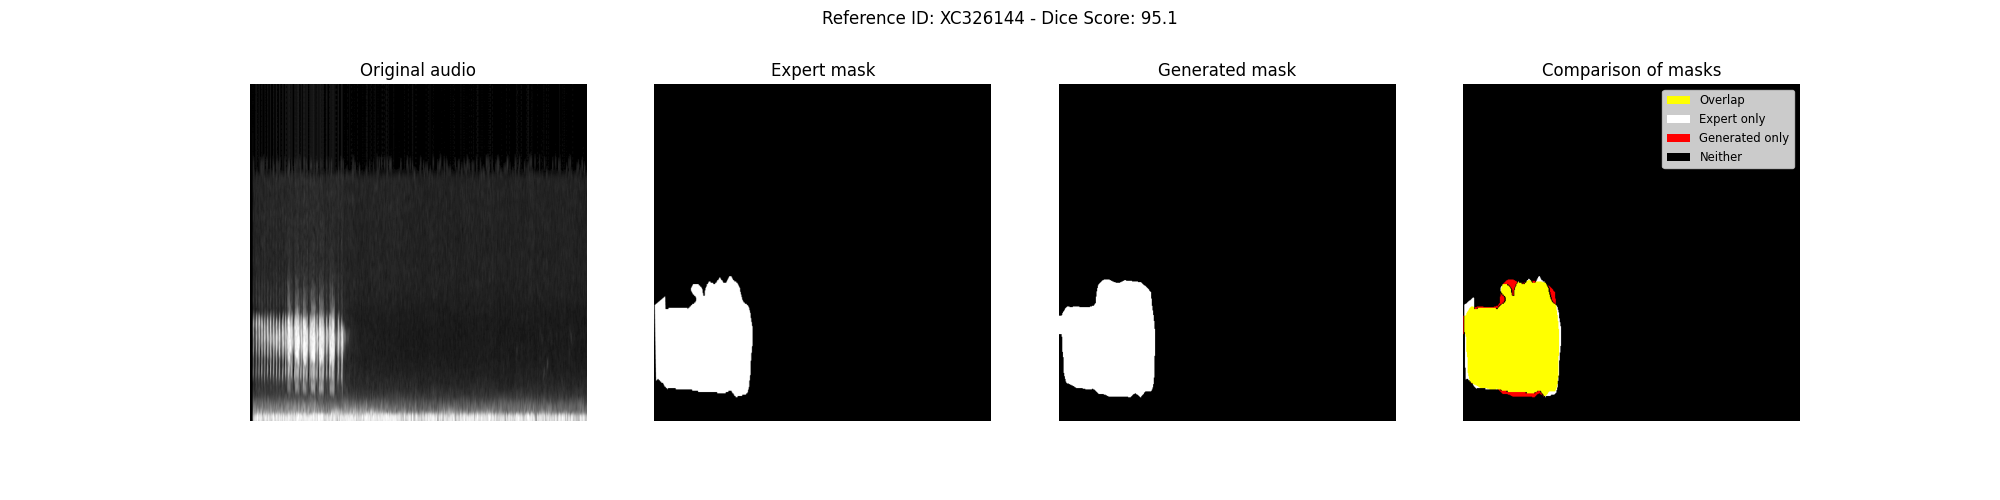 Reference ID: XC326144 - Dice Score: 95.1
Original audio
Expert mask
Generated mask
Comparison of masks
Overlap
Expert only
Generated only
Neither